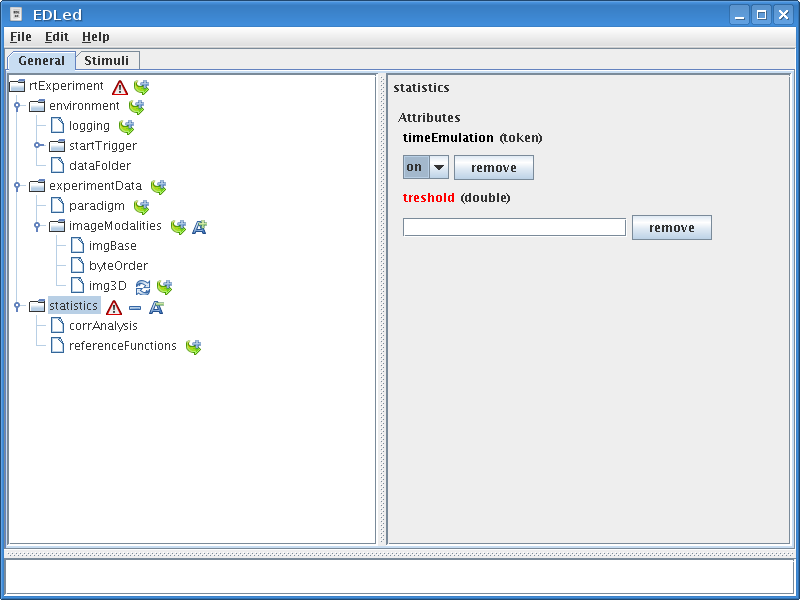 EDLed
File Edit Help
General Stimuli
rtExperiment
environment
logging
startTrigger
dataFolder
experimentData
paradigm
imageModalities
imgBase
byteOrder
img3D
statistics
corrAnalysis
referenceFunctions
statistics
Attributes
timeEmulation (token)
on remove
treshold (double)
remove